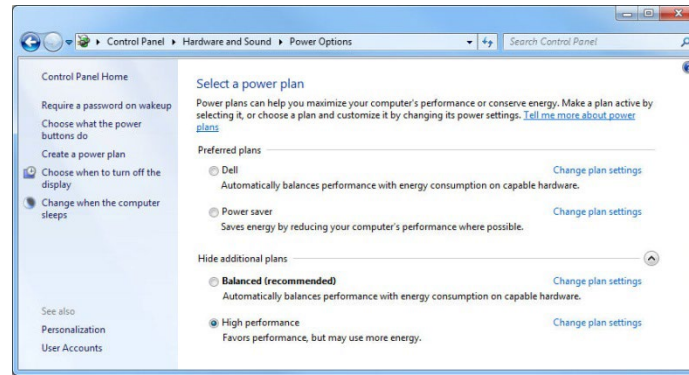 Control Panel ▸ Hardware and Sound ▸ Power Options
Search Control Panel
Control Panel Home
Require a password on wakeup
Choose what the power
buttons do
Create a power plan
Choose when to turn off the
display
Change when the computer
sleeps
See also
Personalization
User Accounts
Select a power plan
Power plans can help you maximize your computer's performance or conserve energy. Make a plan active by
selecting it, or choose a plan and customize it by changing its power settings. Tell me more about power
plans
Preferred plans
Dell Change plan settings
Automatically balances performance with energy consumption on capable hardware.
Power saver Change plan settings
Saves energy by reducing your computer's performance where possible.
Hide additional plans
Balanced (recommended) Change plan settings
Automatically balances performance with energy consumption on capable hardware.
High performance Change plan settings
Favors performance, but may use more energy.